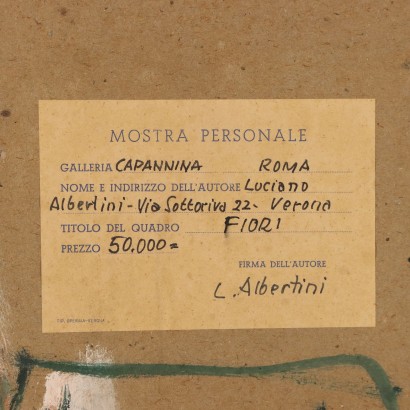 MOSTRA PERSONALE
GALLERIA CAPANNINA ROMA
NOME E INDIRIZZO DELL'AUTORE Luciano
Albertini - Via Sottoriva 22 - Verona
TITOLO DEL QUADRO FIORI
PREZZO 50.000=
FIRMA DELL'AUTORE
L. Albertini